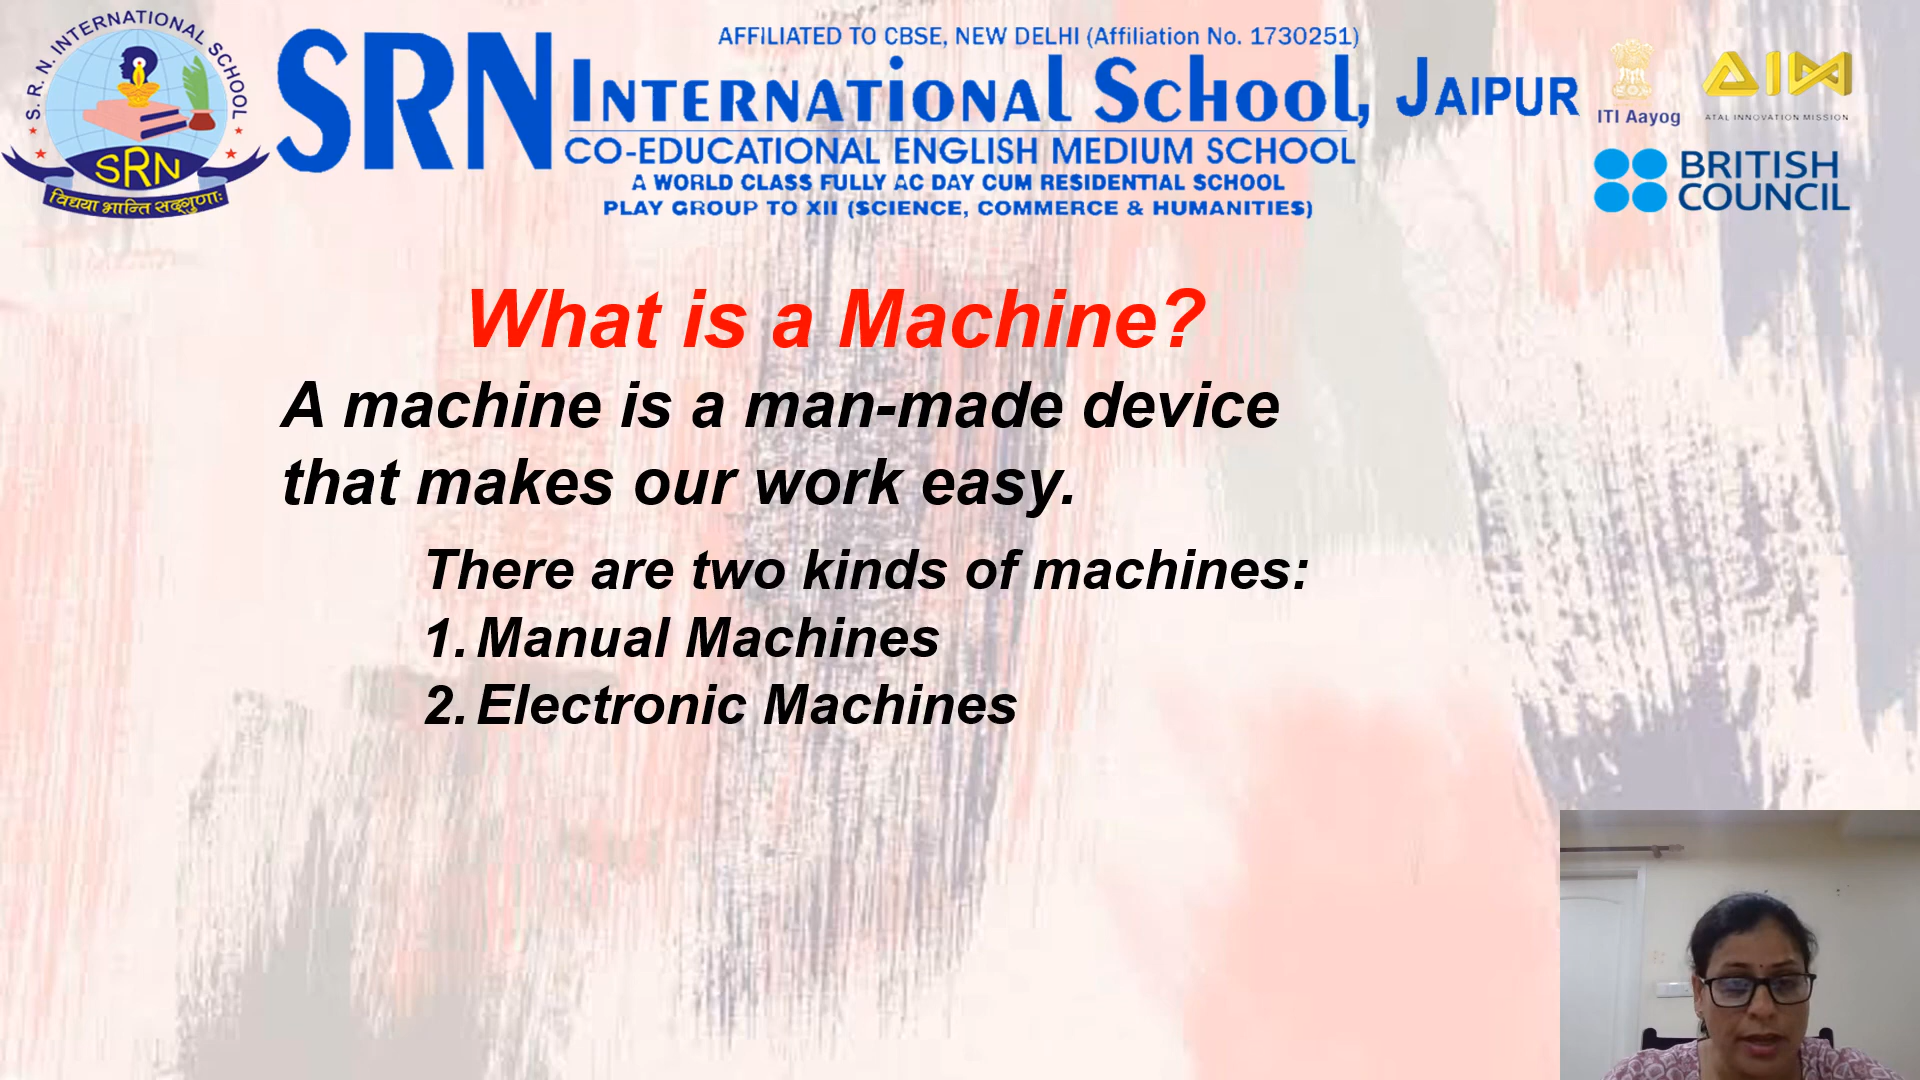 S. R. N. INTERNATIONAL SCHOOL
SRN
विद्यया भान्ति सद्गुणाः
AFFILIATED TO CBSE, NEW DELHI (Affiliation No. 1730251)
SRN INTERNATiONAL ScHool, JAIPUR
CO-EDUCATIONAL ENGLISH MEDIUM SCHOOL
A WORLD CLASS FULLY AC DAY CUM RESIDENTIAL SCHOOL
PLAY GROUP TO XII (SCIENCE, COMMERCE & HUMANITIES)
ITI Aayog
AIM
ATAL INNOVATION MISSION
BRITISH
COUNCIL
What is a Machine?
A machine is a man-made device
that makes our work easy.
There are two kinds of machines:
1. Manual Machines
2. Electronic Machines